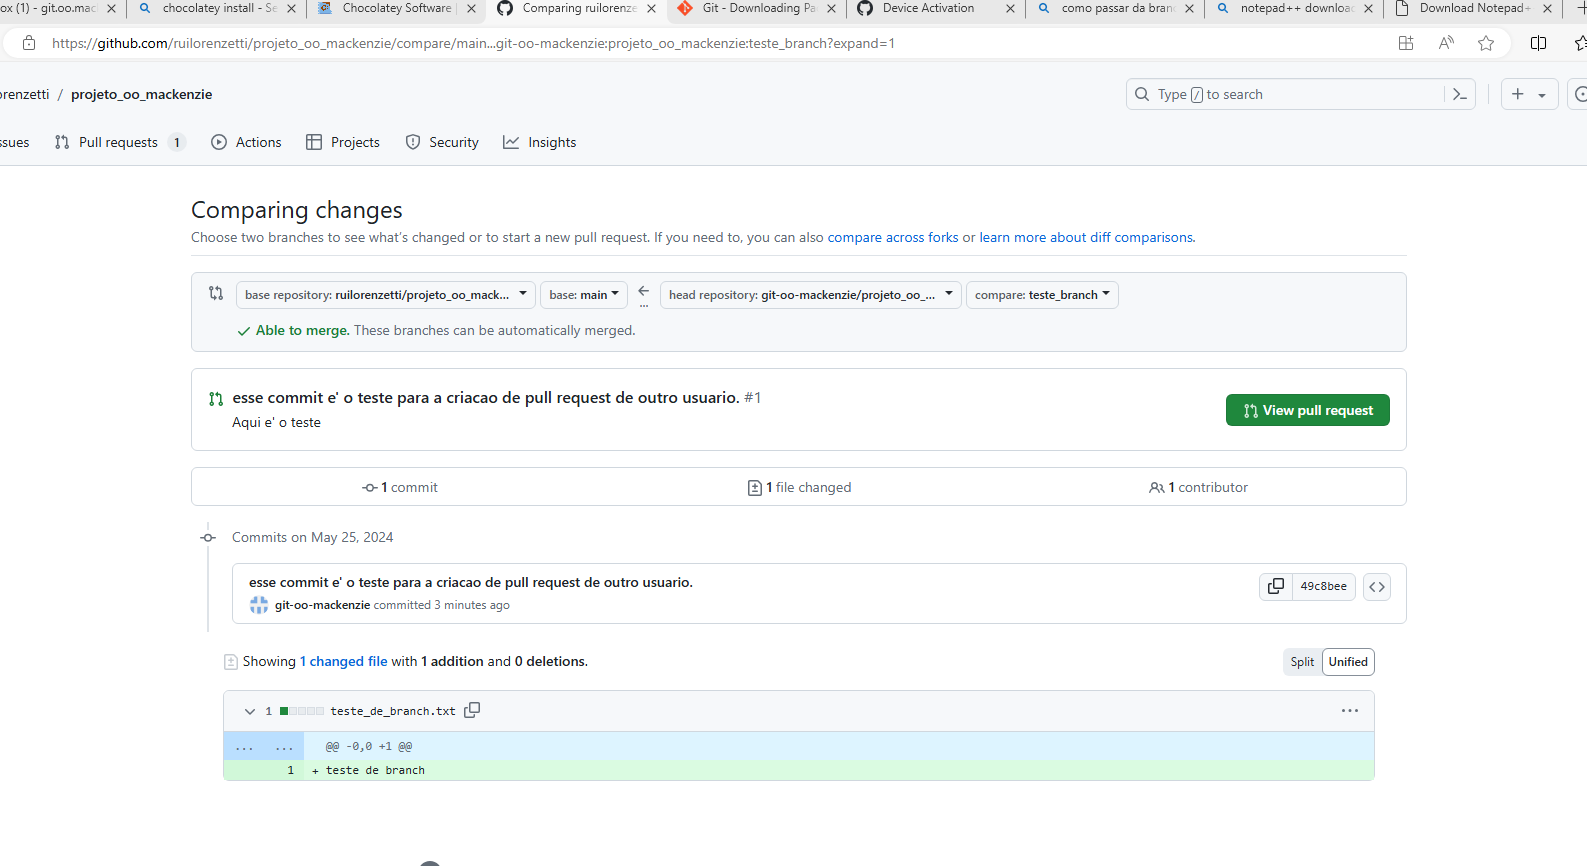 ox (1) - git.oo.mac
chocolatey install - Se
Chocolatey Software |
Comparing ruilorenze
Git - Downloading Pa
Device Activation
como passar da bran
notepad++ downloac
Download Notepad+
https://github.com/ruilorenzetti/projeto_oo_mackenzie/compare/main...git-oo-mackenzie:projeto_oo_mackenzie:teste_branch?expand=1
orenzetti / projeto_oo_mackenzie
Type / to search
ssues
Pull requests 1
Actions
Projects
Security
Insights
Comparing changes
Choose two branches to see what's changed or to start a new pull request. If you need to, you can also compare across forks or learn more about diff comparisons.
base repository: ruilorenzetti/projeto_oo_mack...
base: main
...
head repository: git-oo-mackenzie/projeto_oo_...
compare: teste_branch
Able to merge. These branches can be automatically merged.
esse commit e' o teste para a criacao de pull request de outro usuario. #1
Aqui e' o teste
View pull request
1 commit
1 file changed
1 contributor
Commits on May 25, 2024
esse commit e' o teste para a criacao de pull request de outro usuario.
git-oo-mackenzie committed 3 minutes ago
49c8bee
Showing 1 changed file with 1 addition and 0 deletions.
Split
Unified
1 teste_de_branch.txt
... ... @@ -0,0 +1 @@
1 + teste de branch